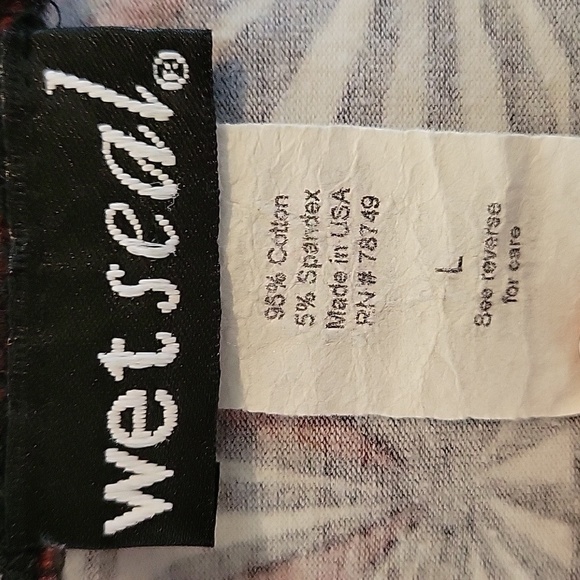 wet seal®
95% Cotton
5% Spandex
Made in USA
RN# 78749
L
See reverse
for care